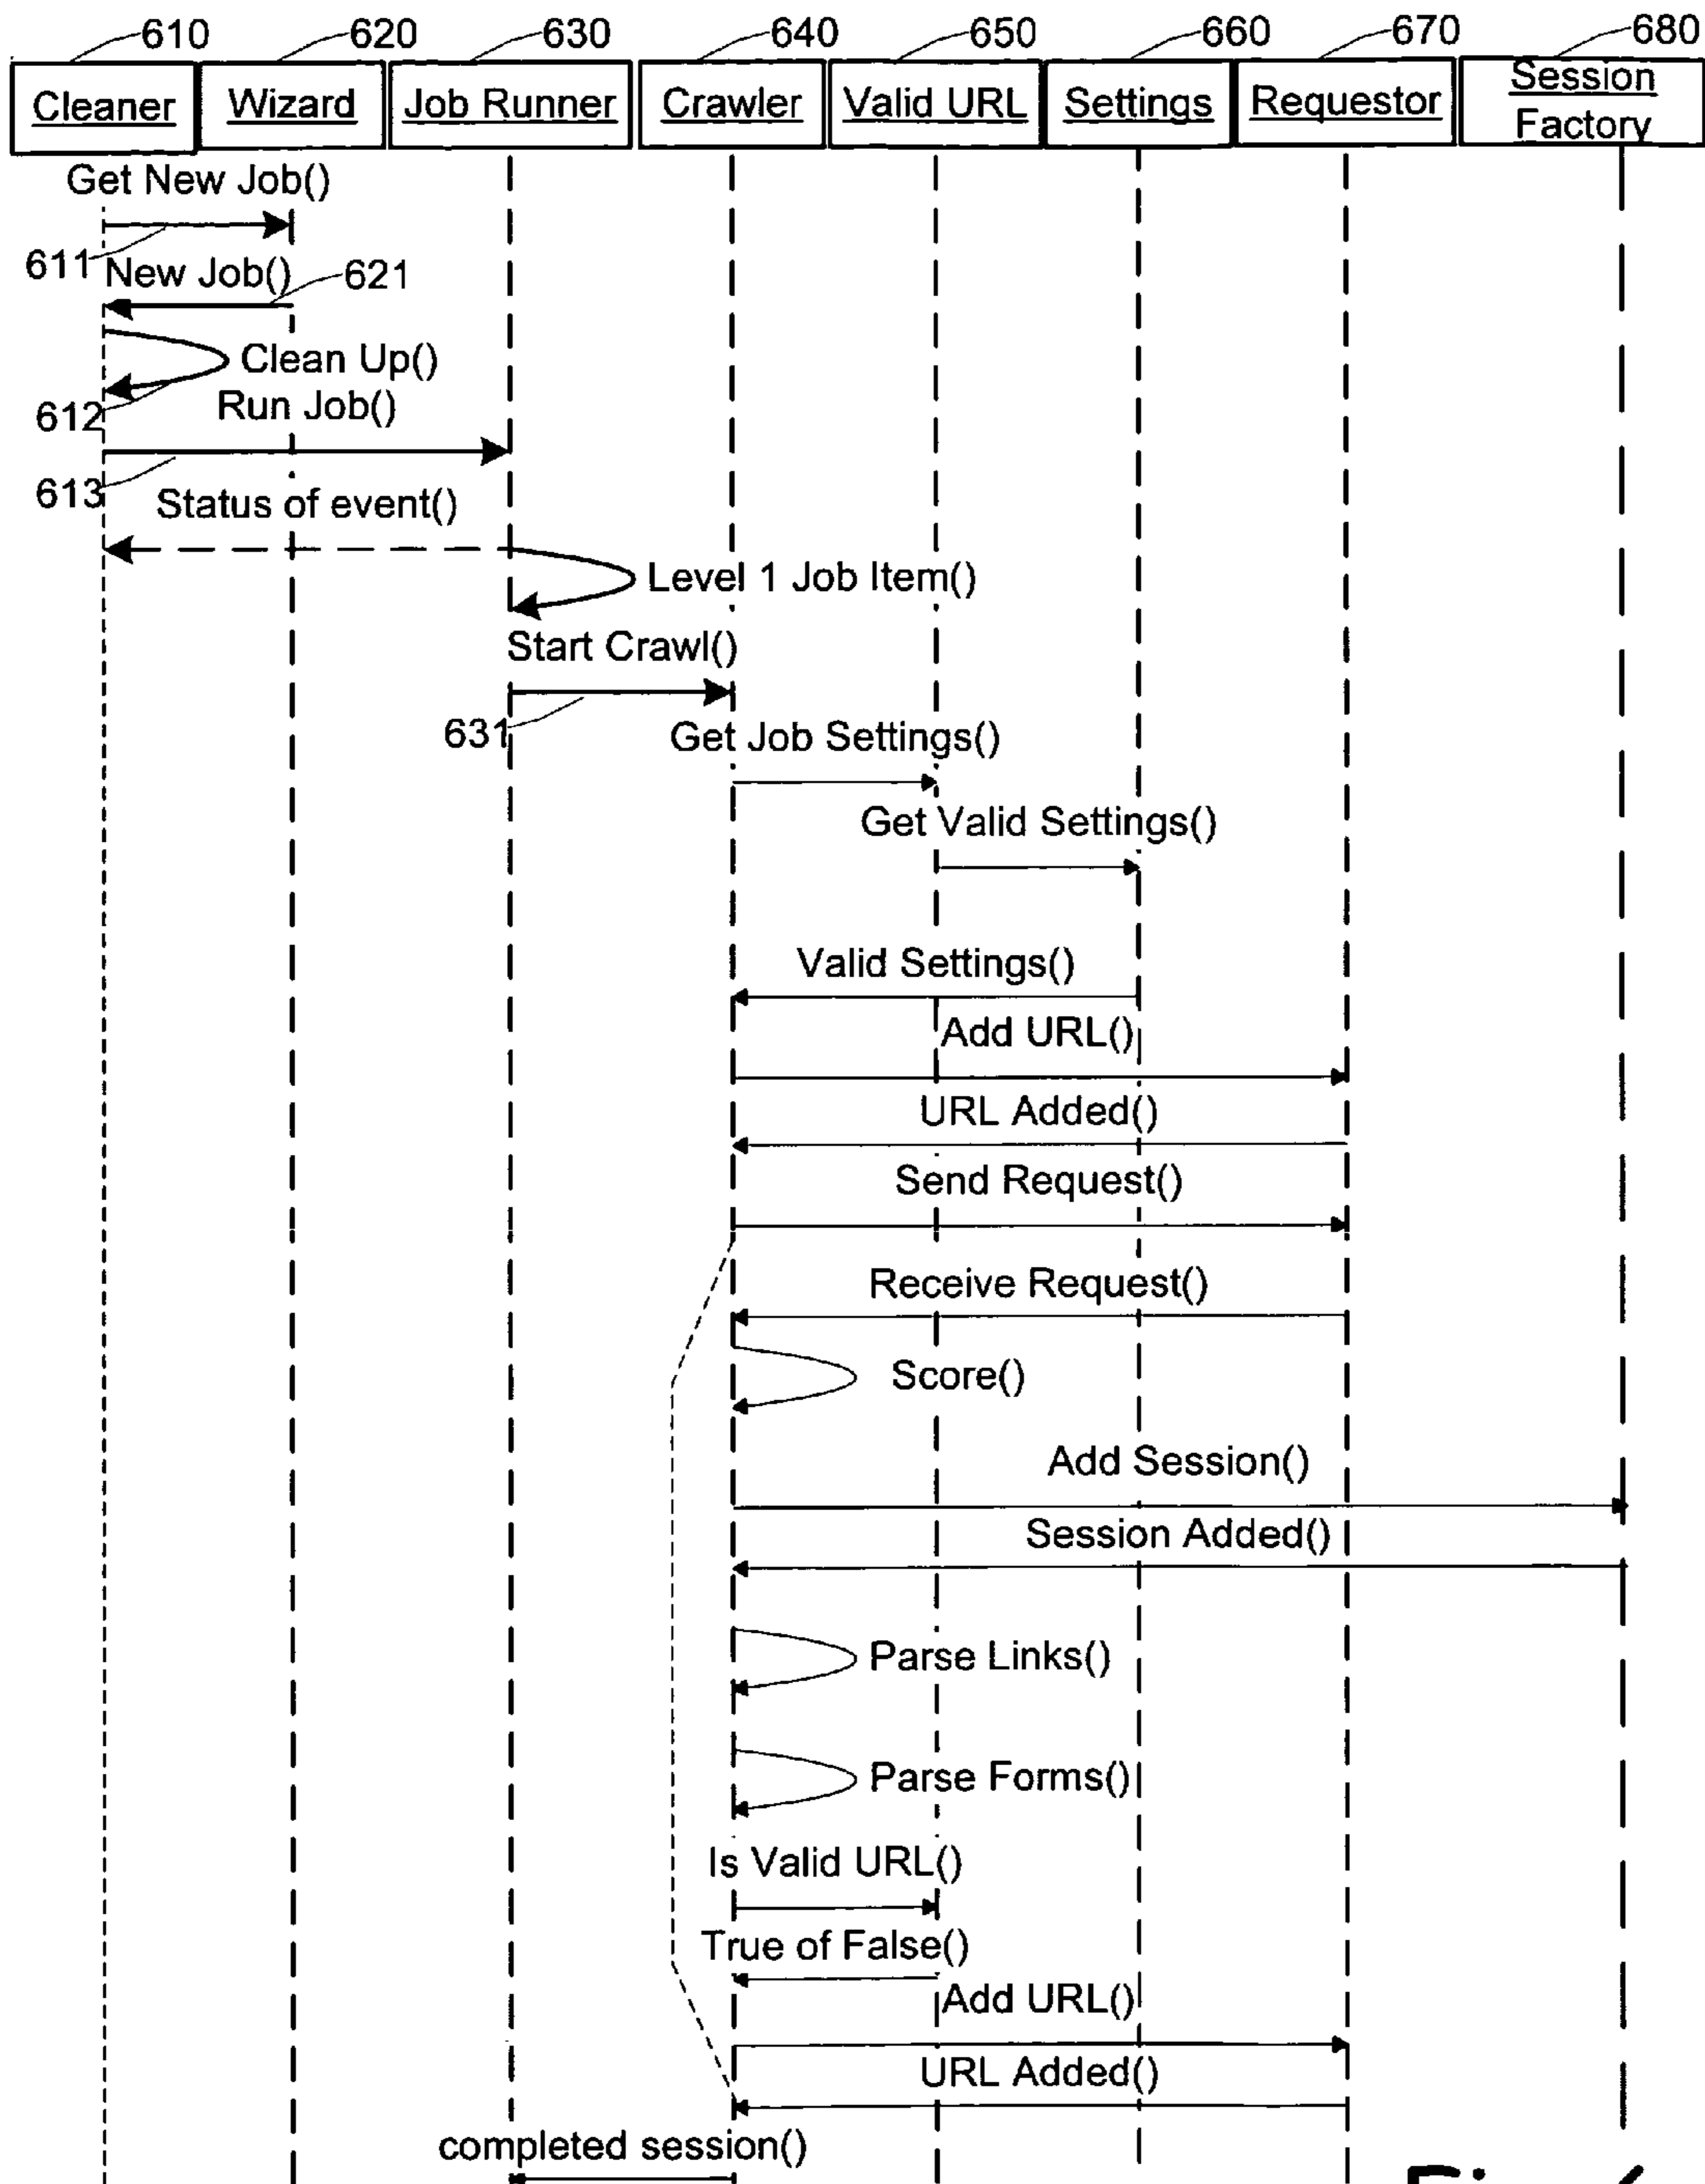 610 620 630 640 650 660 670 680
Cleaner Wizard Job Runner Crawler Valid URL Settings Requestor Session
Factory
Get New Job()
611
New Job() 621
Clean Up()
612 Run Job()
613
Status of event()
Level 1 Job Item()
Start Crawl()
631 Get Job Settings()
Get Valid Settings()
Valid Settings()
Add URL()
URL Added()
Send Request()
Receive Request()
Score()
Add Session()
Session Added()
Parse Links()
Parse Forms()
Is Valid URL()
True of False()
Add URL()
URL Added()
completed session()